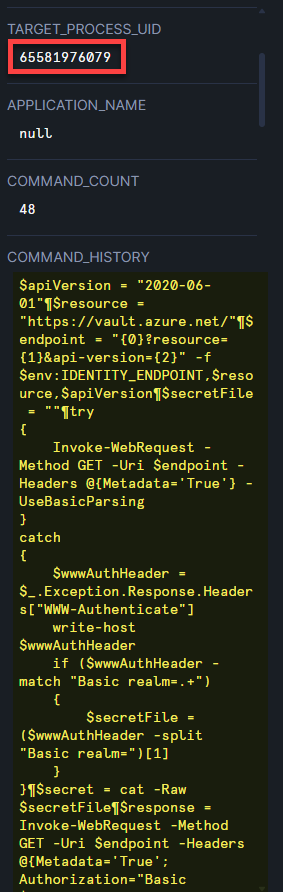 TARGET_PROCESS_UID
65581976079
APPLICATION_NAME
null
COMMAND_COUNT
48
COMMAND_HISTORY
$apiVersion = "2020-06-
01"¶$resource =
"https://vault.azure.net/"¶$
endpoint = "{0}?resource=
{1}&api-version={2}" -f
$env:IDENTITY_ENDPOINT,$reso
urce,$apiVersion¶$secretFile
= ""¶try
{
Invoke-WebRequest -
Method GET -Uri $endpoint -
Headers @{Metadata='True'} -
UseBasicParsing
}
catch
{
$wwwAuthHeader =
$_.Exception.Response.Header
s["WWW-Authenticate"]
write-host
$wwwAuthHeader
if ($wwwAuthHeader -
match "Basic realm=.+")
{
$secretFile =
($wwwAuthHeader -split
"Basic realm=")[1]
}
}¶$secret = cat -Raw
$secretFile¶$response =
Invoke-WebRequest -Method
GET -Uri $endpoint -Headers
@{Metadata='True';
Authorization="Basic